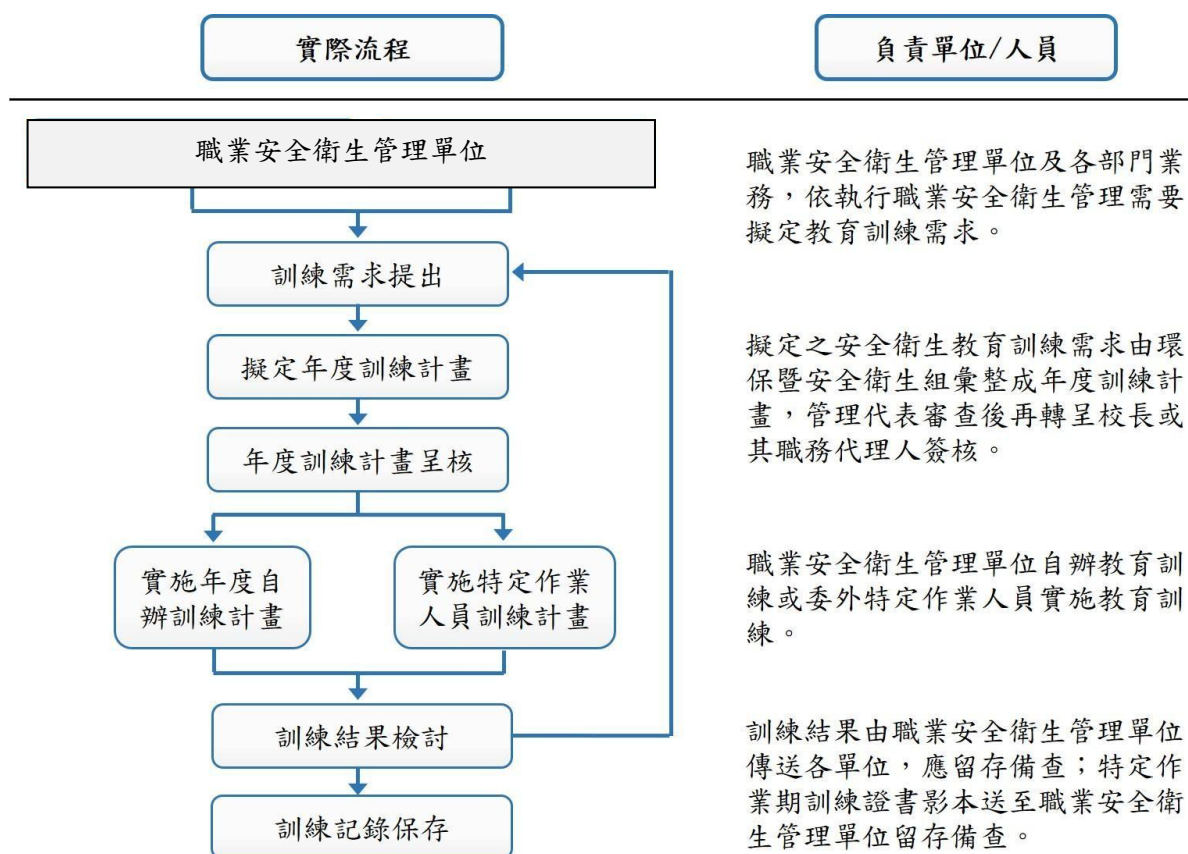 實際流程
負責單位/人員
職業安全衛生管理單位
職業安全衛生管理單位及各部門業
務，依執行職業安全衛生管理需要
擬定教育訓練需求。
訓練需求提出
擬定年度訓練計畫
擬定之安全衛生教育訓練需求由環
保暨安全衛生組彙整成年度訓練計
畫，管理代表審查後再轉呈校長或
其職務代理人簽核。
年度訓練計畫呈核
實施年度自
辦訓練計畫
實施特定作業
人員訓練計畫
職業安全衛生管理單位自辦教育訓
練或委外特定作業人員實施教育訓
練。
訓練結果檢討
訓練記錄保存
訓練結果由職業安全衛生管理單位
傳送各單位，應留存備查；特定作
業期訓練證書影本送至職業安全衛
生管理單位留存備查。